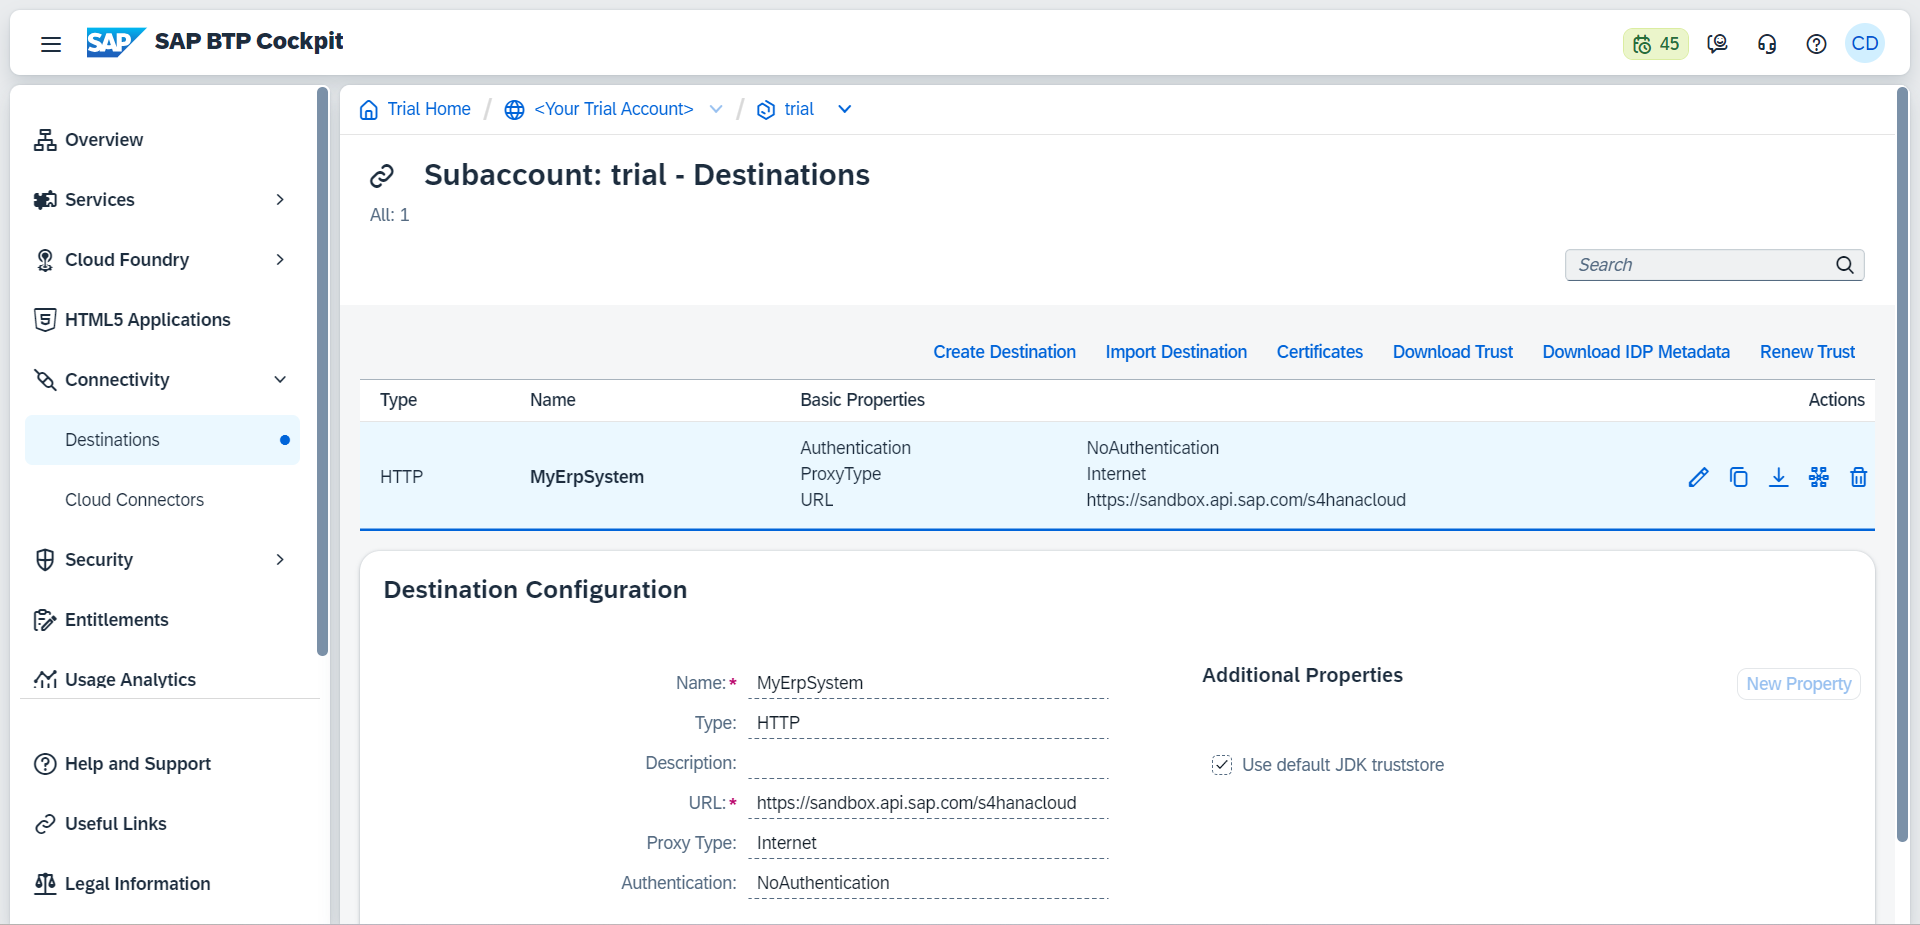 SAP SAP BTP Cockpit
45
CD
Overview
Services
Cloud Foundry
HTML5 Applications
Connectivity
Destinations
Cloud Connectors
Security
Entitlements
Usage Analytics
Help and Support
Useful Links
Legal Information
Trial Home / <Your Trial Account> / trial
Subaccount: trial - Destinations
All: 1
Search
Create Destination Import Destination Certificates Download Trust Download IDP Metadata Renew Trust
Type Name Basic Properties Actions
HTTP MyErpSystem
Authentication NoAuthentication
ProxyType Internet
URL https://sandbox.api.sap.com/s4hanacloud
Destination Configuration
Name:* MyErpSystem
Type: HTTP
Description:
URL:* https://sandbox.api.sap.com/s4hanacloud
Proxy Type: Internet
Authentication: NoAuthentication
Additional Properties
New Property
Use default JDK truststore